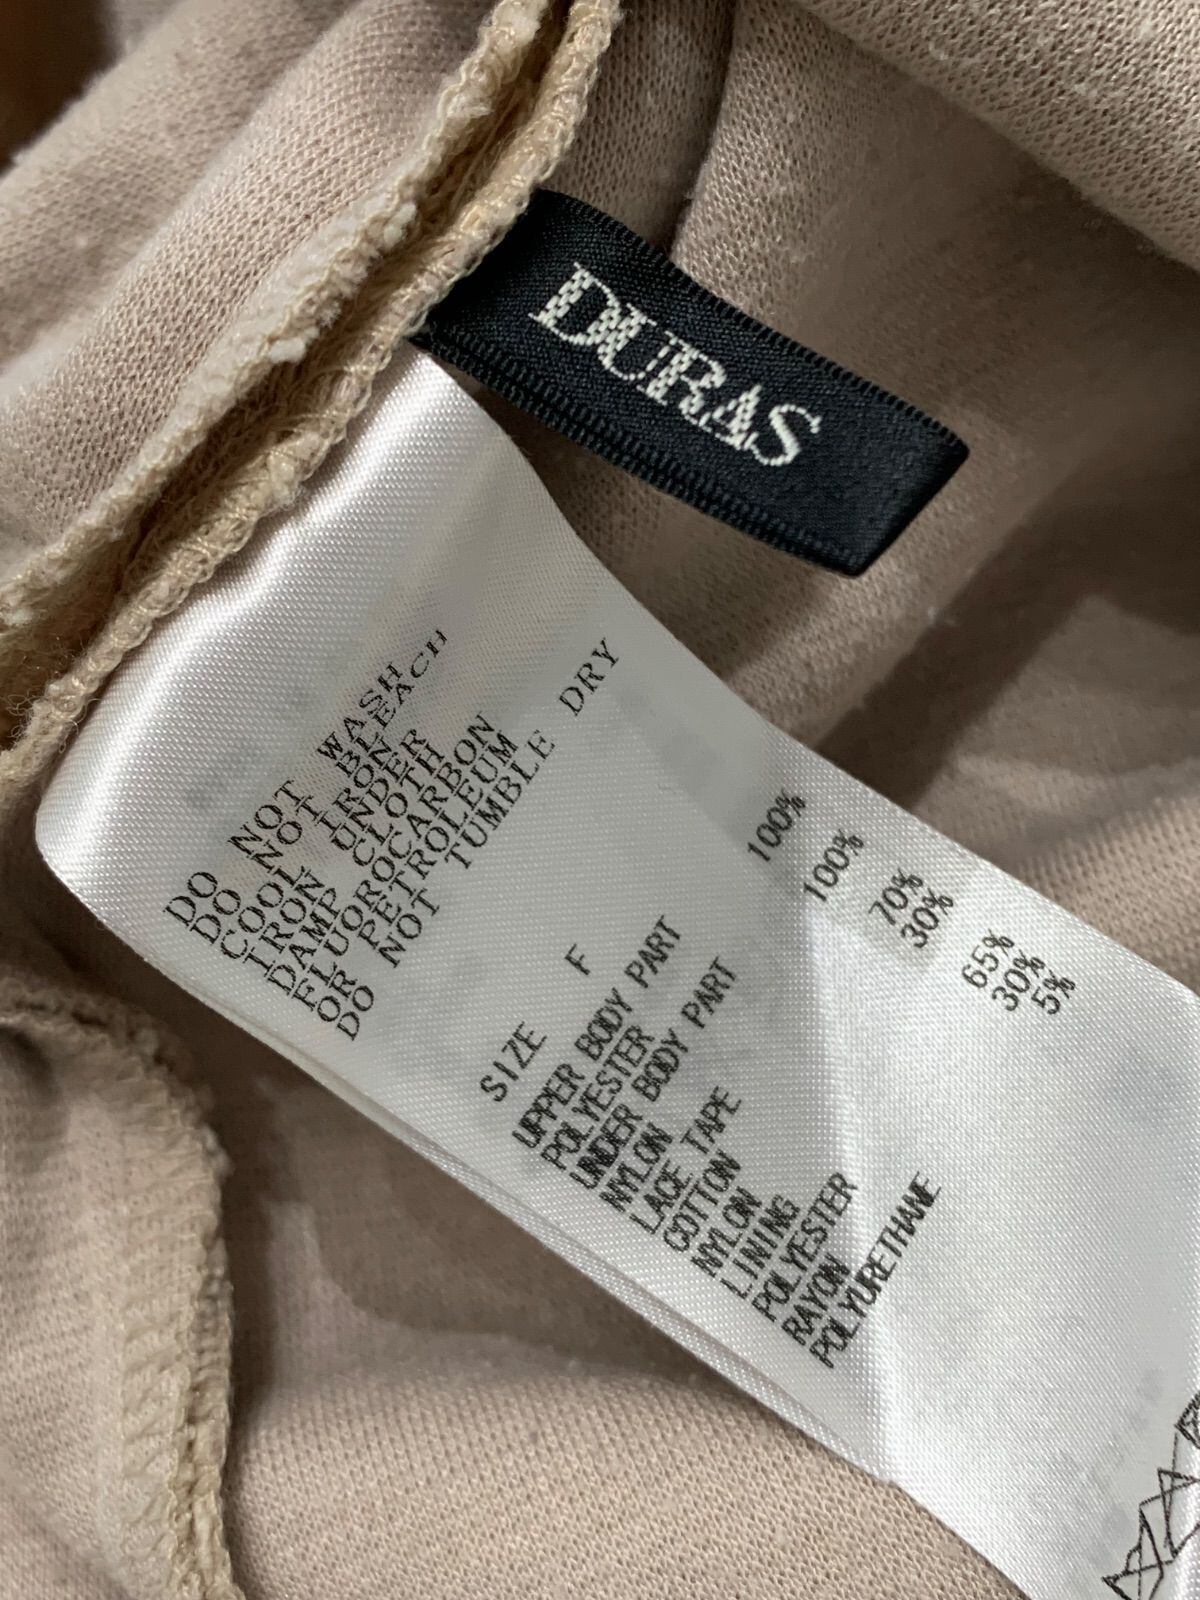 DURAS
DO NOT WASH
DO NOT BLEACH
COOL IRON
IRON UNDER
DAMP CLOTH
FLUOROCARBON
OR PETROLEUM
DO NOT TUMBLE DRY
SIZE F
UPPER BODY PART
POLYESTER 100%
UNDER BODY PART
NYLON 100%
LACE TAPE
COTTON 70%
NYLON 30%
LINING
POLYESTER 65%
RAYON 30%
POLYURETHANE 5%